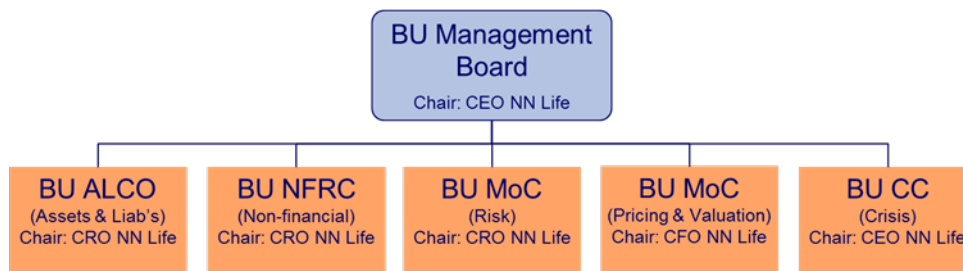 BU Management
Board
Chair: CEO NN Life
BU ALCO
(Assets & Liab's)
Chair: CRO NN Life
BU NFRC
(Non-financial)
Chair: CRO NN Life
BU MoC
(Risk)
Chair: CRO NN Life
BU MoC
(Pricing & Valuation)
Chair: CFO NN Life
BU CC
(Crisis)
Chair: CEO NN Life